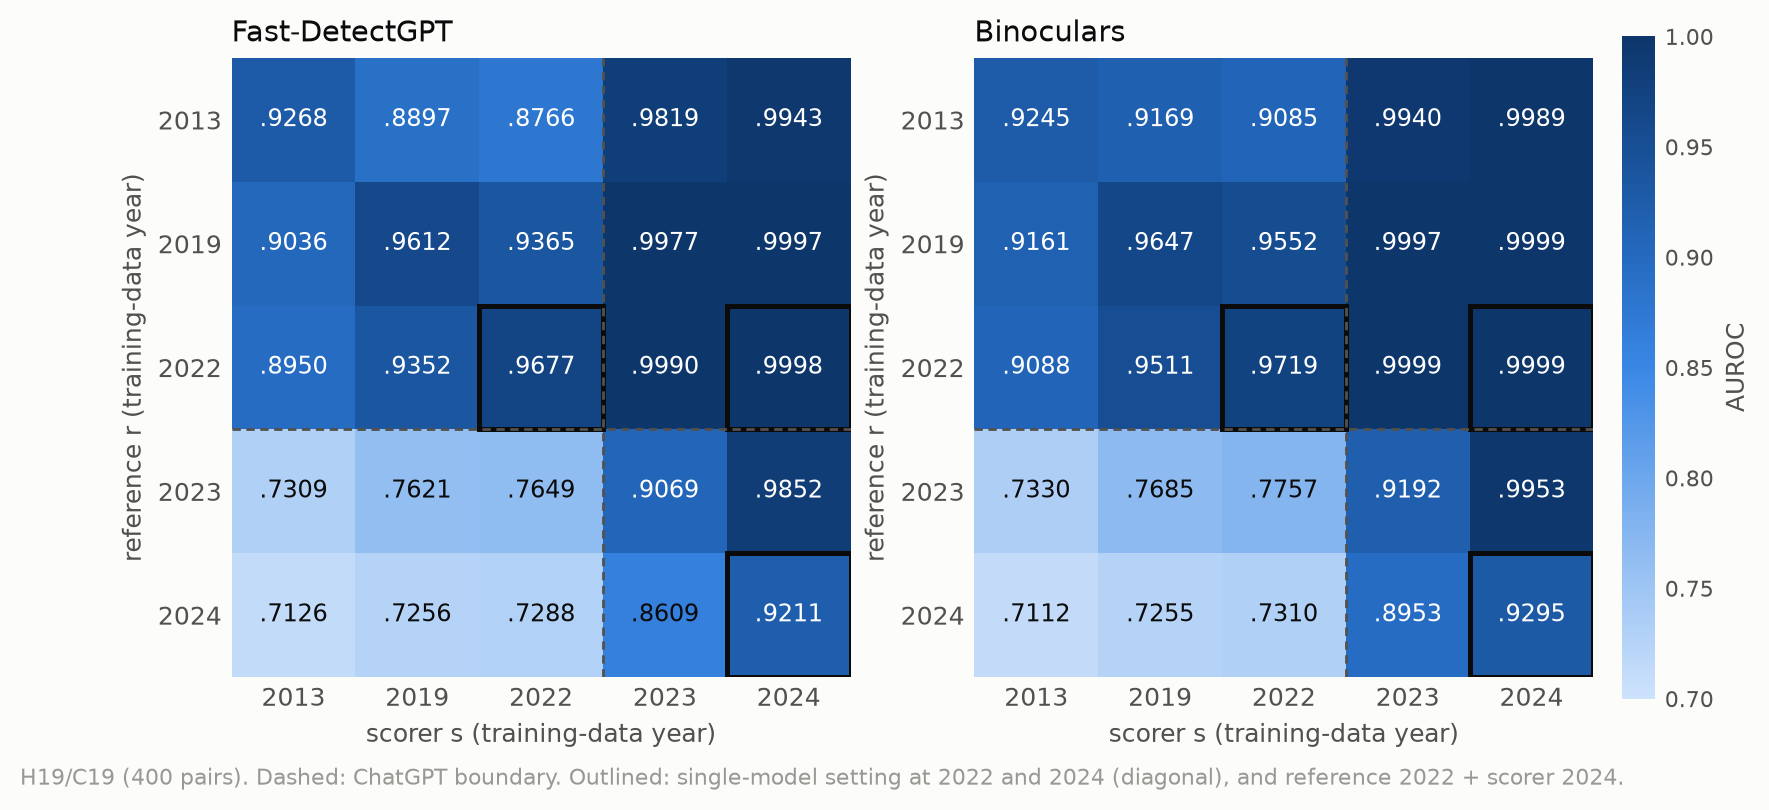 Fast-DetectGPT
Binoculars
reference r (training-data year)
2013 .9268 .8897 .8766 .9819 .9943
2019 .9036 .9612 .9365 .9977 .9997
2022 .8950 .9352 .9677 .9990 .9998
2023 .7309 .7621 .7649 .9069 .9852
2024 .7126 .7256 .7288 .8609 .9211
2013 2019 2022 2023 2024
scorer s (training-data year)
reference r (training-data year)
2013 .9245 .9169 .9085 .9940 .9989
2019 .9161 .9647 .9552 .9997 .9999
2022 .9088 .9511 .9719 .9999 .9999
2023 .7330 .7685 .7757 .9192 .9953
2024 .7112 .7255 .7310 .8953 .9295
2013 2019 2022 2023 2024
scorer s (training-data year)
1.00
0.95
0.90
0.85
0.80
0.75
0.70
AUROC
H19/C19 (400 pairs). Dashed: ChatGPT boundary. Outlined: single-model setting at 2022 and 2024 (diagonal), and reference 2022 + scorer 2024.